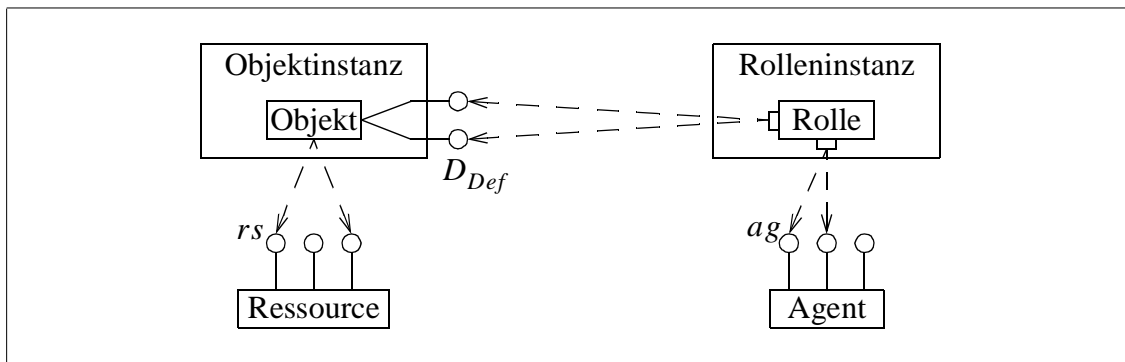 Objektinstanz
Rolleninstanz
Objekt
Rolle
D_Def
rs
ag
Ressource
Agent